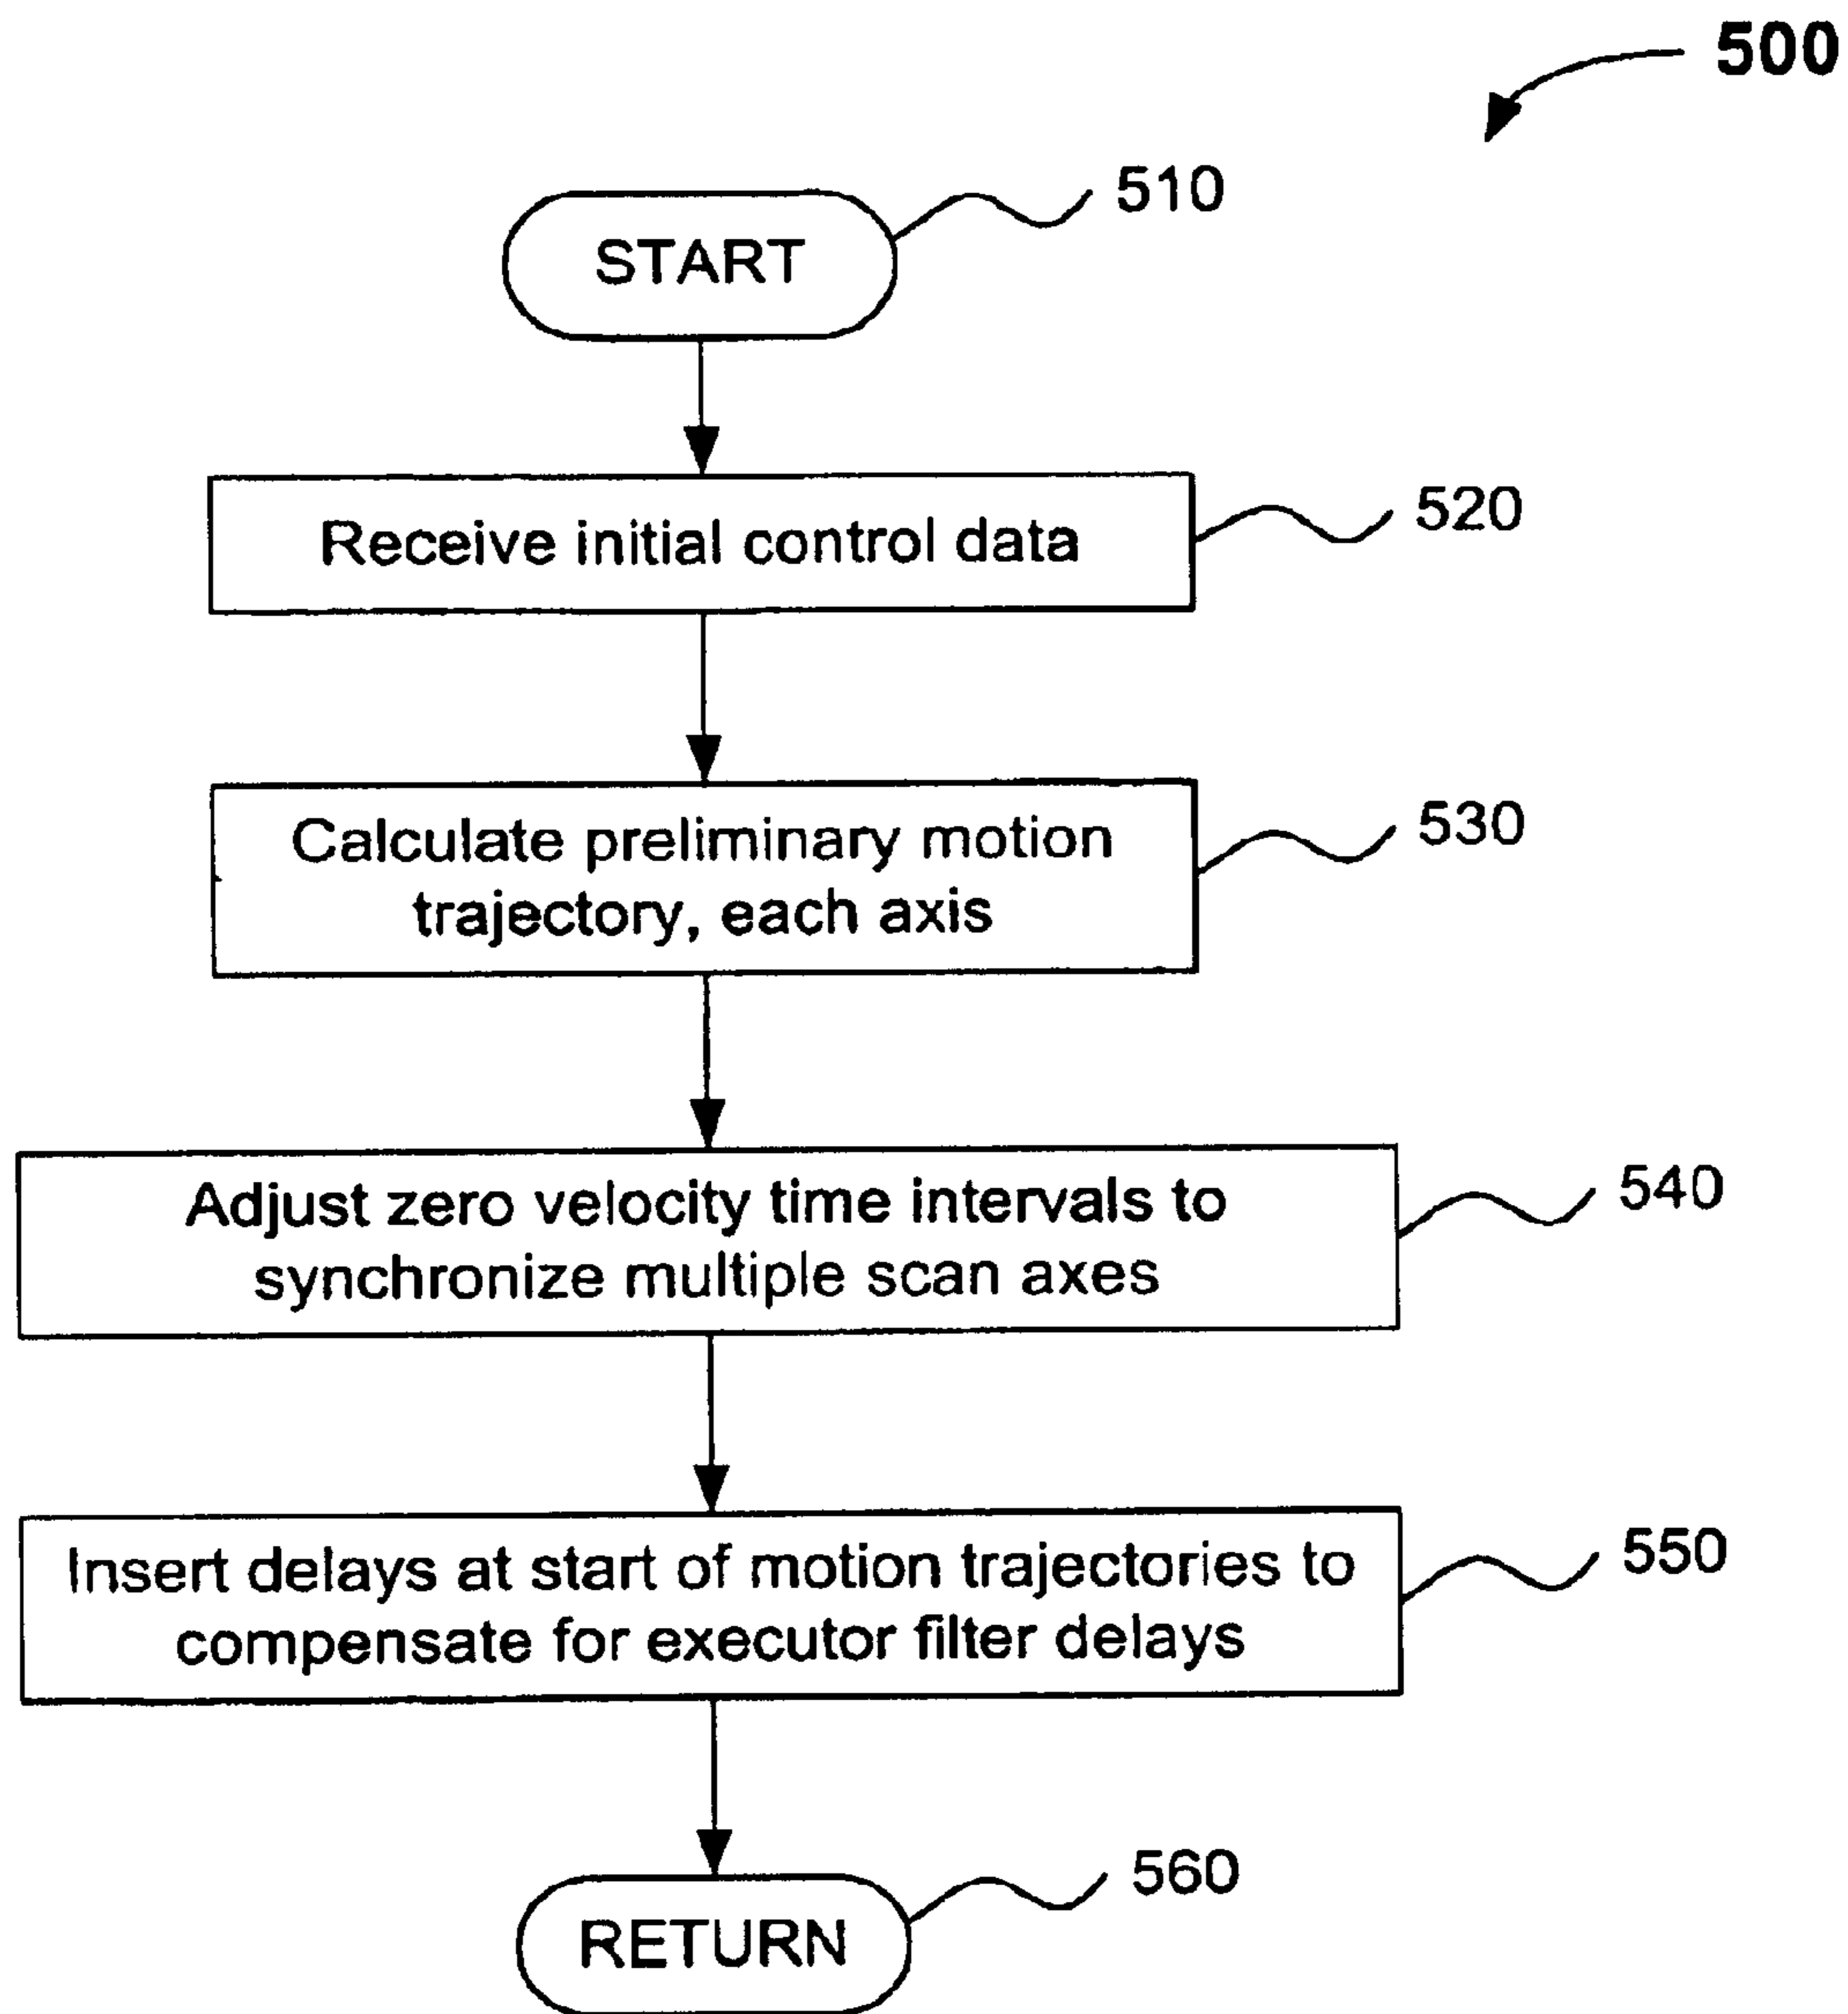 500
510
START
Receive initial control data
520
Calculate preliminary motion
trajectory, each axis
530
Adjust zero velocity time intervals to
synchronize multiple scan axes
540
Insert delays at start of motion trajectories to
compensate for executor filter delays
550
560
RETURN